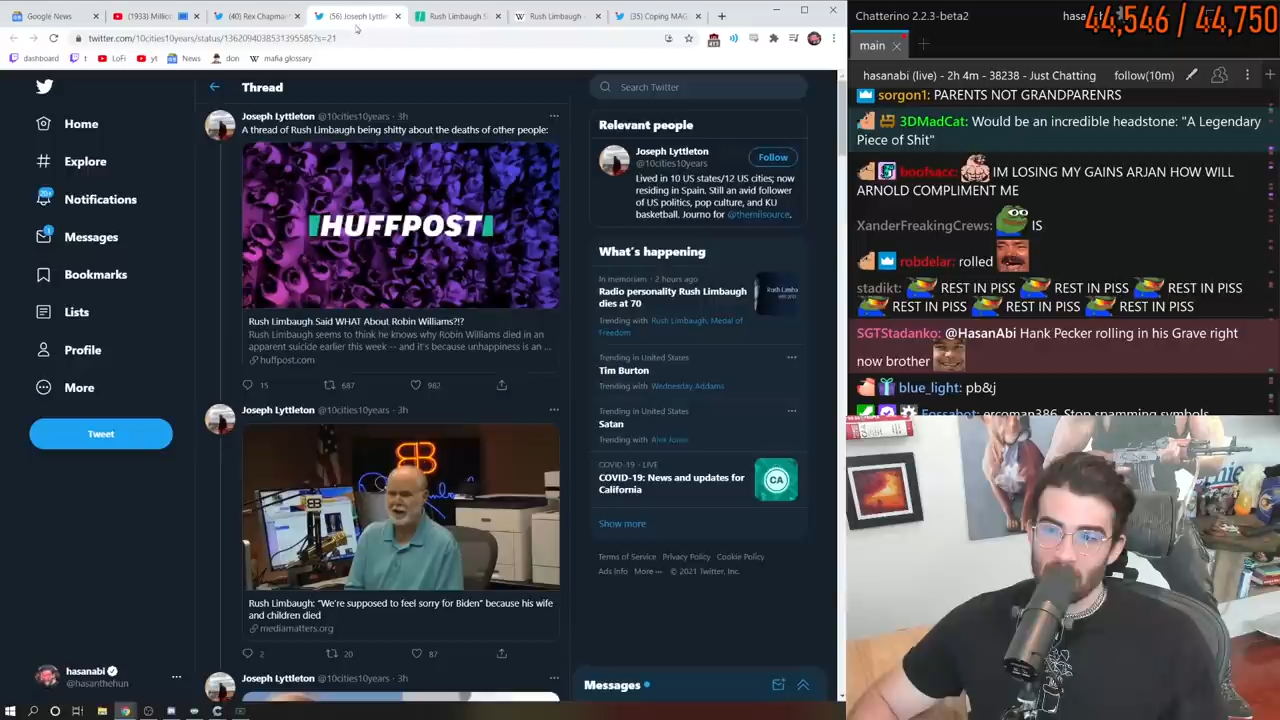 Google News
(1933) Million
(40) Rex Chapman
(56) Joseph Lyttle
Rush Limbaugh S
Rush Limbaugh
(35) Coping MAG
twitter.com/10cities10years/status/1362094038531395585?s=21
dashboard
t
LoFi
yt
News
don
mafia glossary
Home
Explore
20+
Notifications
1
Messages
Bookmarks
Lists
Profile
More
Tweet
hasanabi
@hasanthehun
Thread
Joseph Lyttleton @10cities10years · 3h
A thread of Rush Limbaugh being shitty about the deaths of other people:
HUFFPOST
Rush Limbaugh Said WHAT About Robin Williams?!?
Rush Limbaugh seems to think he knows why Robin Williams died in an
apparent suicide earlier this week -- and it's because unhappiness is an ...
huffpost.com
15
687
982
Joseph Lyttleton @10cities10years · 3h
Rush Limbaugh: "We're supposed to feel sorry for Biden" because his wife
and children died
mediamatters.org
2
20
87
Joseph Lyttleton @10cities10years · 3h
Search Twitter
Relevant people
Joseph Lyttleton
@10cities10years
Follow
Lived in 10 US states/12 US cities; now
residing in Spain. Still an avid follower
of US politics, pop culture, and KU
basketball. Journo for @themilsource.
What's happening
In memoriam · 2 hours ago
Radio personality Rush Limbaugh
dies at 70
Trending with Rush Limbaugh, Medal of
Freedom
Trending in United States
Tim Burton
Trending with Wednesday Addams
Trending in United States
Satan
Trending with
COVID-19 · LIVE
COVID-19: News and updates for
California
CA
Show more
Terms of Service Privacy Policy Cookie Policy
Ads Info More ··· © 2021 Twitter, Inc.
Messages
Chatterino 2.2.3-beta2
44,546 / 44,750
main
hasanabi (live) - 2h 4m - 38238 - Just Chatting
follow(10m)
sorgon1: PARENTS NOT GRANDPARENRS
3DMadCat: Would be an incredible headstone: "A Legendary
Piece of Shit"
boofsacc: IM LOSING MY GAINS ARJAN HOW WILL
ARNOLD COMPLIMENT ME
XanderFreakingCrews: IS
robdelar: rolled
stadikt: REST IN PISS REST IN PISS REST IN PISS
REST IN PISS REST IN PISS REST IN PISS
SGTStadanko: @HasanAbi Hank Pecker rolling in his Grave right
now brother
blue_light: pb&j
Fossabot: ercoman386, Stop spamming symbols